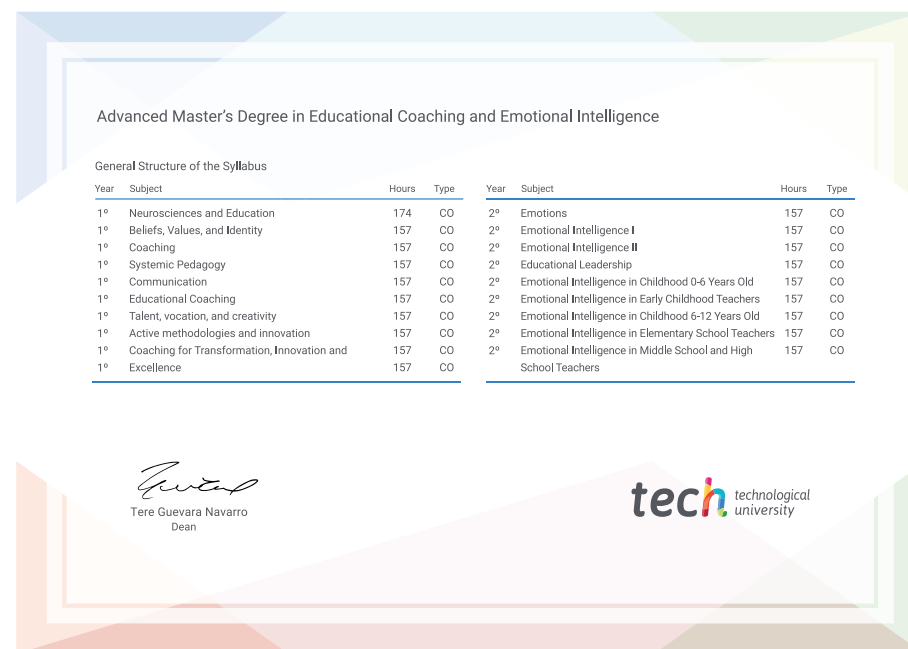 Advanced Master's Degree in Educational Coaching and Emotional Intelligence
General Structure of the Syllabus
Year Subject Hours Type
1º Neurosciences and Education 174 CO
1º Beliefs, Values, and Identity 157 CO
1º Coaching 157 CO
1º Systemic Pedagogy 157 CO
1º Communication 157 CO
1º Educational Coaching 157 CO
1º Talent, vocation, and creativity 157 CO
1º Active methodologies and innovation 157 CO
1º Coaching for Transformation, Innovation and 157 CO
1º Excellence 157 CO
Year Subject Hours Type
2º Emotions 157 CO
2º Emotional Intelligence I 157 CO
2º Emotional Intelligence II 157 CO
2º Educational Leadership 157 CO
2º Emotional Intelligence in Childhood 0-6 Years Old 157 CO
2º Emotional Intelligence in Early Childhood Teachers 157 CO
2º Emotional Intelligence in Childhood 6-12 Years Old 157 CO
2º Emotional Intelligence in Elementary School Teachers 157 CO
2º Emotional Intelligence in Middle School and High 157 CO
School Teachers
Tere Guevara Navarro
Dean
tech technological
university